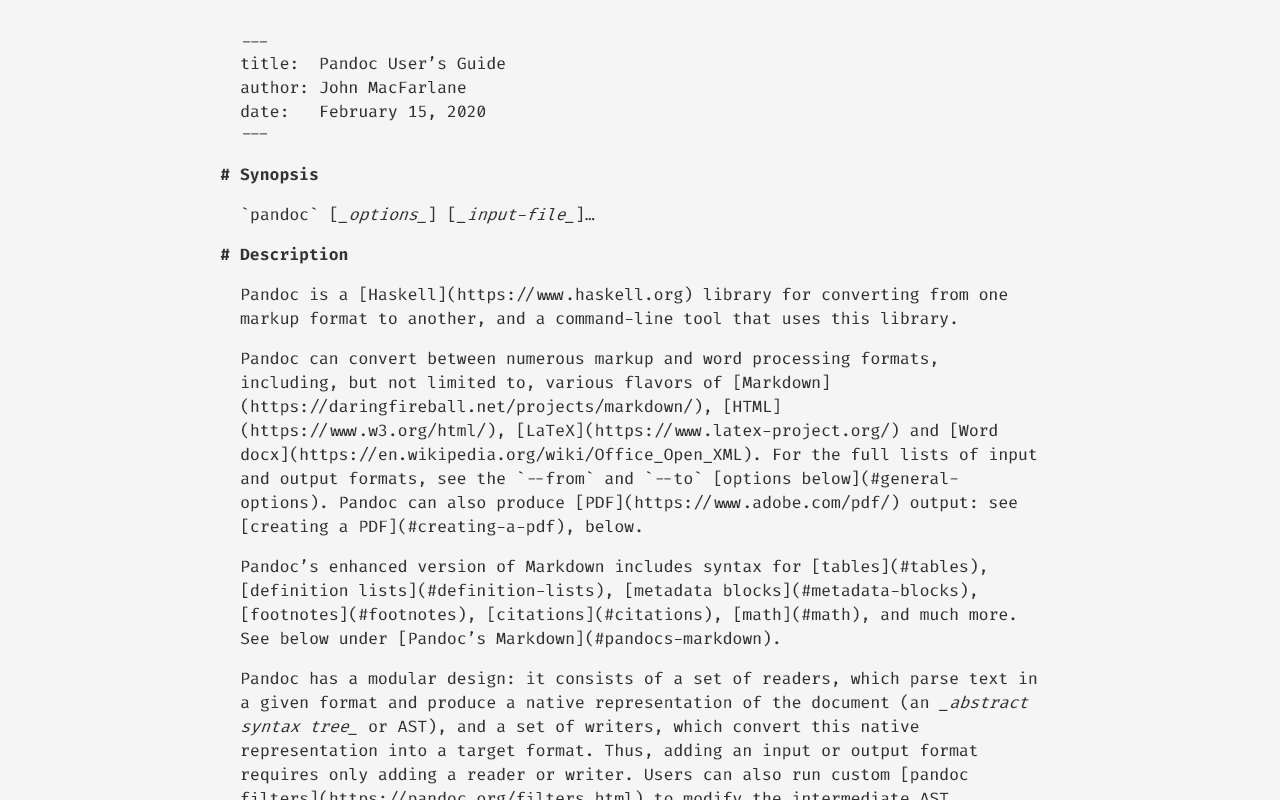 ---
title:  Pandoc User’s Guide
author: John MacFarlane
date:   February 15, 2020
---
# Synopsis
`pandoc` [_options_] [_input-file_]…
# Description
Pandoc is a [Haskell](https://www.haskell.org) library for converting from one
markup format to another, and a command-line tool that uses this library.
Pandoc can convert between numerous markup and word processing formats,
including, but not limited to, various flavors of [Markdown]
(https://daringfireball.net/projects/markdown/), [HTML]
(https://www.w3.org/html/), [LaTeX](https://www.latex-project.org/) and [Word
docx](https://en.wikipedia.org/wiki/Office_Open_XML). For the full lists of input
and output formats, see the `--from` and `--to` [options below](#general-
options). Pandoc can also produce [PDF](https://www.adobe.com/pdf/) output: see
[creating a PDF](#creating-a-pdf), below.
Pandoc’s enhanced version of Markdown includes syntax for [tables](#tables),
[definition lists](#definition-lists), [metadata blocks](#metadata-blocks),
[footnotes](#footnotes), [citations](#citations), [math](#math), and much more.
See below under [Pandoc’s Markdown](#pandocs-markdown).
Pandoc has a modular design: it consists of a set of readers, which parse text in
a given format and produce a native representation of the document (an _abstract
syntax tree_ or AST), and a set of writers, which convert this native
representation into a target format. Thus, adding an input or output format
requires only adding a reader or writer. Users can also run custom [pandoc
filters](https://pandoc.org/filters.html) to modify the intermediate AST.